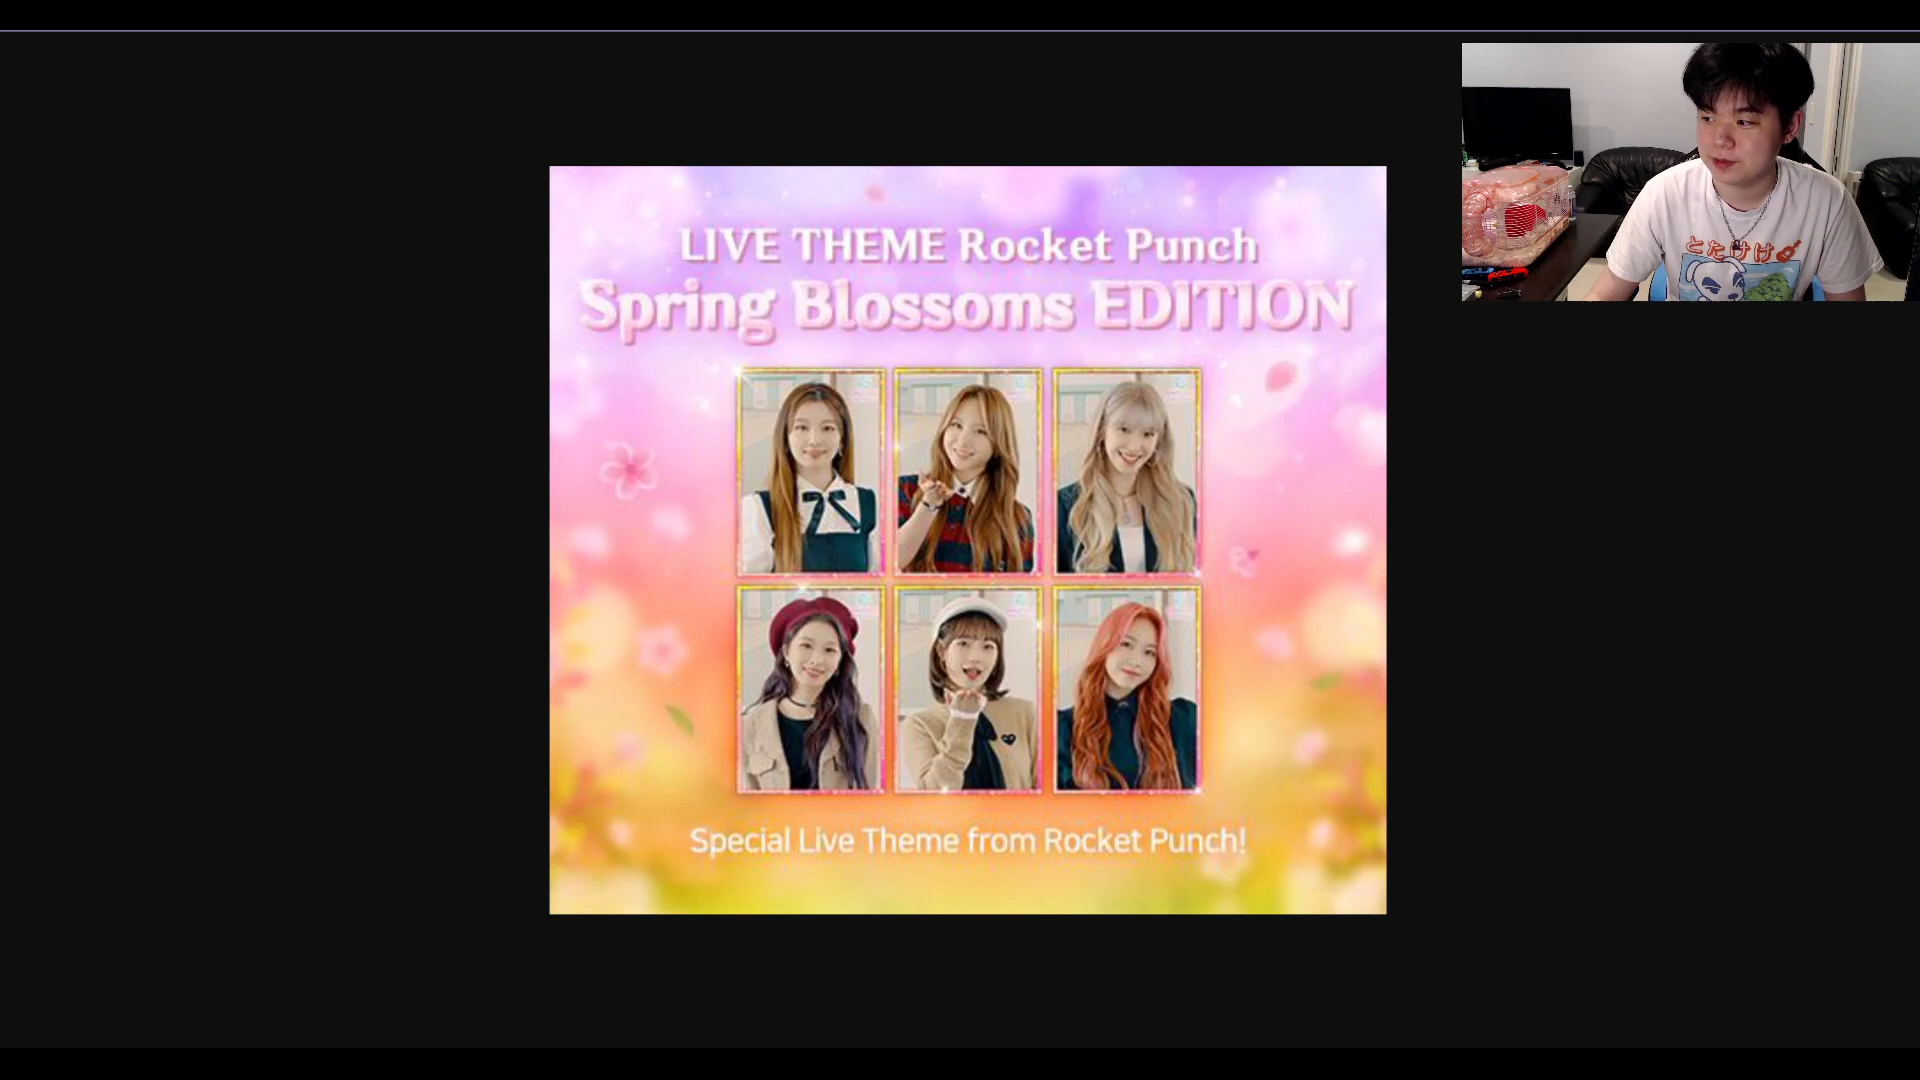 LIVE THEME Rocket Punch
Spring Blossoms EDITION
Special Live Theme from Rocket Punch!
とたけけ